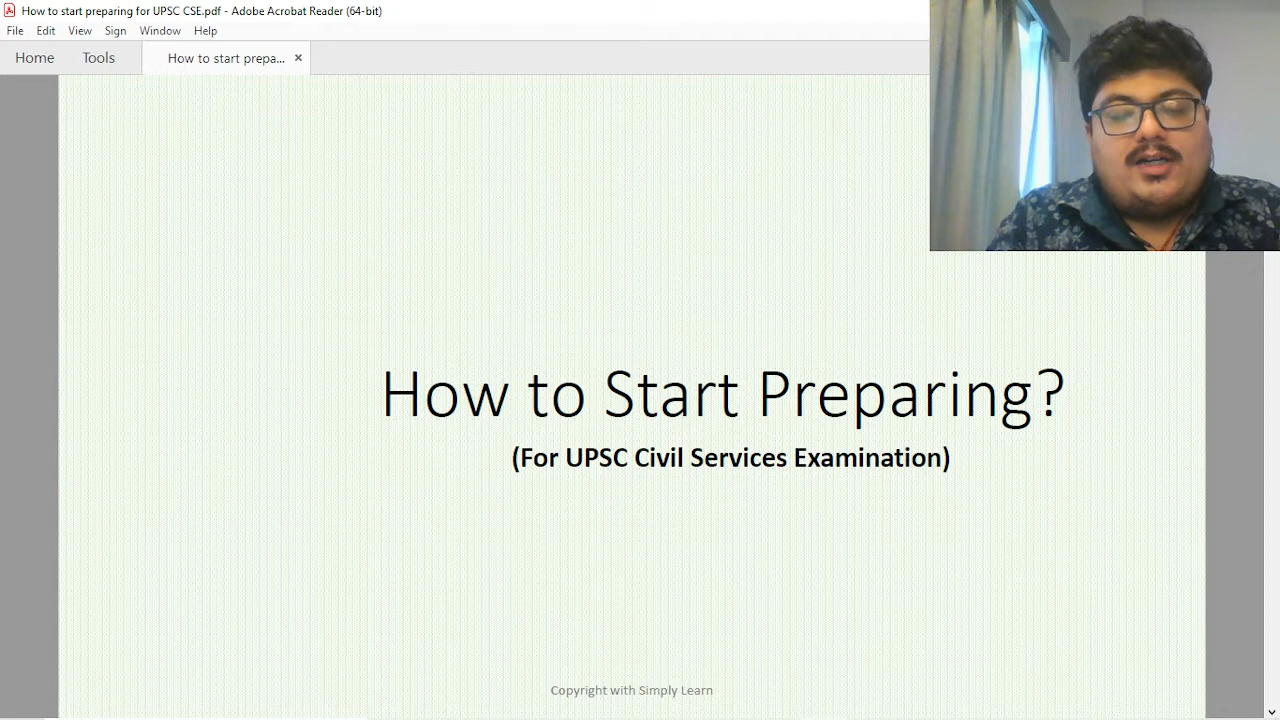 How to start preparing for UPSC CSE.pdf - Adobe Acrobat Reader (64-bit)
File Edit View Sign Window Help
Home Tools How to start prepa... ×
How to Start Preparing?
(For UPSC Civil Services Examination)
Copyright with Simply Learn